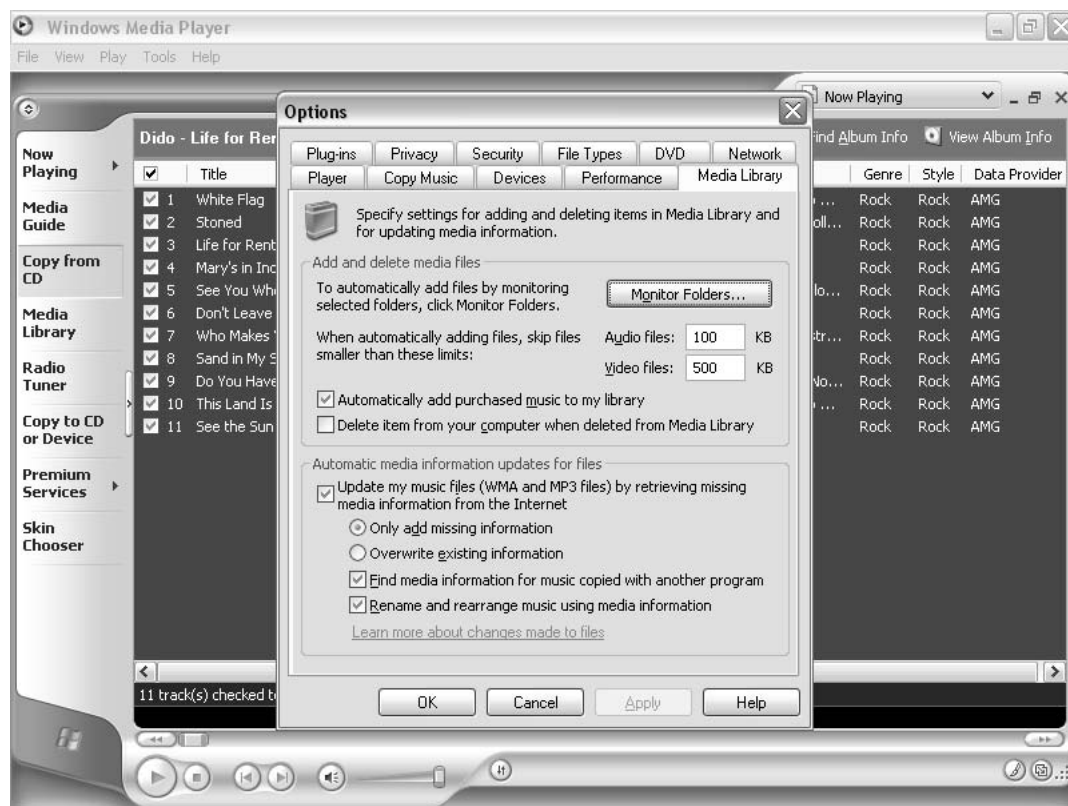 Windows Media Player
File View Play Tools Help
Now Playing
Find Album Info View Album Info
Dido - Life for Ren
Now
Playing
Media
Guide
Copy from
CD
Media
Library
Radio
Tuner
Copy to CD
or Device
Premium
Services
Skin
Chooser
Title
Genre Style Data Provider
1 White Flag Rock Rock AMG
2 Stoned Rock Rock AMG
3 Life for Rent Rock Rock AMG
4 Mary's in Rock Rock AMG
5 See You Rock Rock AMG
6 Don't Leave Rock Rock AMG
7 Who Makes Rock Rock AMG
8 Sand in My Rock Rock AMG
9 Do You Have Rock Rock AMG
10 This Land Is Rock Rock AMG
11 See the Sun Rock Rock AMG
11 track(s) checked
Options
Plug-ins Privacy Security File Types DVD Network
Player Copy Music Devices Performance Media Library
Specify settings for adding and deleting items in Media Library and
for updating media information.
Add and delete media files
To automatically add files by monitoring
selected folders, click Monitor Folders.
Monitor Folders...
When automatically adding files, skip files
smaller than these limits:
Audio files: 100 KB
Video files: 500 KB
Automatically add purchased music to my library
Delete item from your computer when deleted from Media Library
Automatic media information updates for files
Update my music files (WMA and MP3 files) by retrieving missing
media information from the Internet
Only add missing information
Overwrite existing information
Find media information for music copied with another program
Rename and rearrange music using media information
Learn more about changes made to files
OK Cancel Apply Help